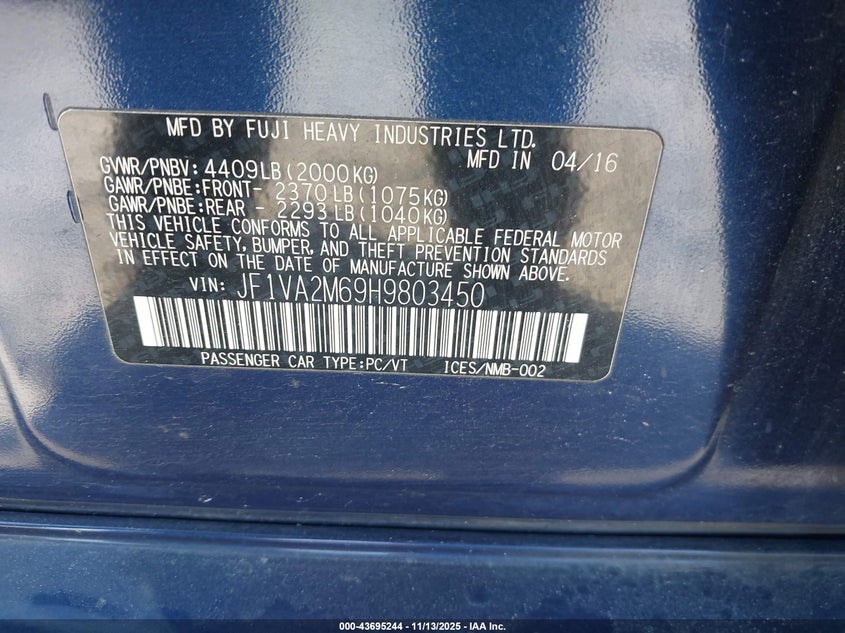 MFD BY FUJI HEAVY INDUSTRIES LTD.
MFD IN 04/16
GVWR/PNBV: 4409LB(2000KG)
GAWR/PNBE:FRONT- 2370LB(1075KG)
GAWR/PNBE:REAR - 2293LB(1040KG)
THIS VEHICLE CONFORMS TO ALL APPLICABLE FEDERAL MOTOR
VEHICLE SAFETY, BUMPER, AND THEFT PREVENTION STANDARDS
IN EFFECT ON THE DATE OF MANUFACTURE SHOWN ABOVE.
VIN: JF1VA2M69H9803450
PASSENGER CAR TYPE:PC/VT ICES/NMB-002
000-43695244 - 11/13/2025 - IAA Inc.